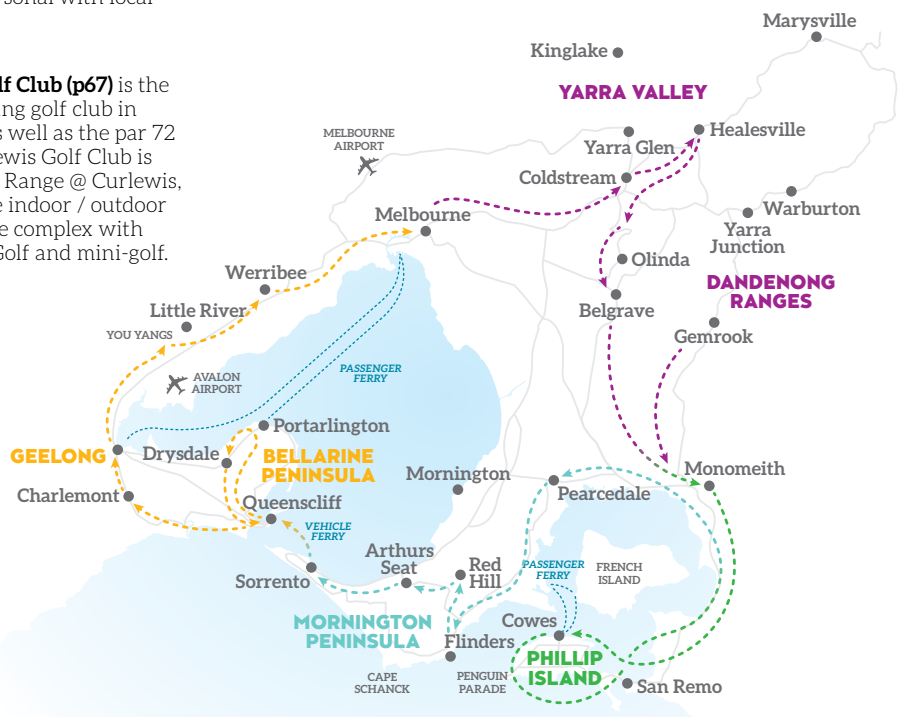 sonal with local
lf Club (p67) is the
ing golf club in
s well as the par 72
ewis Golf Club is
Range @ Curlewis,
e indoor / outdoor
e complex with
Golf and mini-golf.
Marysville
Kinglake
YARRA VALLEY
MELBOURNE
AIRPORT
Healesville
Yarra Glen
Coldstream
Warburton
Melbourne
Yarra
Junction
Olinda
Werribee
DANDENONG
RANGES
Little River
Belgrave
YOU YANGS
Gemrook
PASSENGER
FERRY
AVALON
AIRPORT
Portarlington
GEELONG
Drysdale
BELLARINE
PENINSULA
Mornington
Monomeith
Charlemont
Pearcedale
Queenscliff
VEHICLE
FERRY
Arthurs
Seat
Red
Hill
PASSENGER
FERRY
FRENCH
ISLAND
Sorrento
MORNINGTON
PENINSULA
Cowes
Flinders
PHILLIP
ISLAND
CAPE
SCHANCK
PENGUIN
PARADE
San Remo